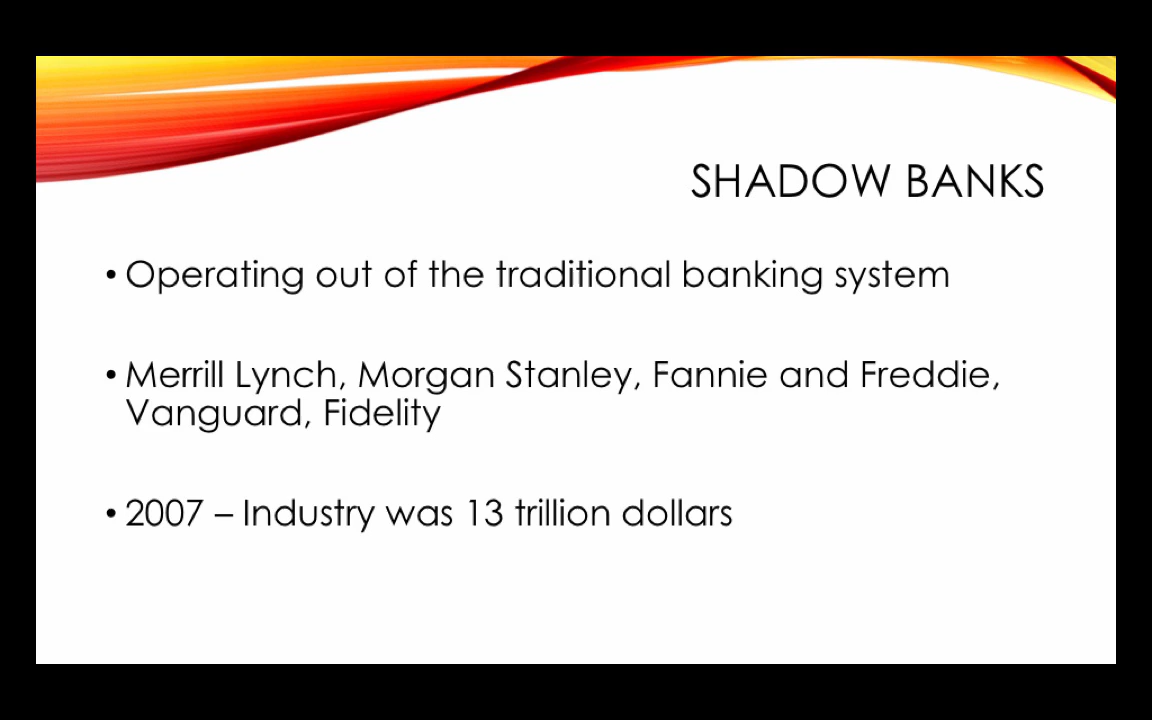 SHADOW BANKS
• Operating out of the traditional banking system
• Merrill Lynch, Morgan Stanley, Fannie and Freddie,
Vanguard, Fidelity
• 2007 – Industry was 13 trillion dollars